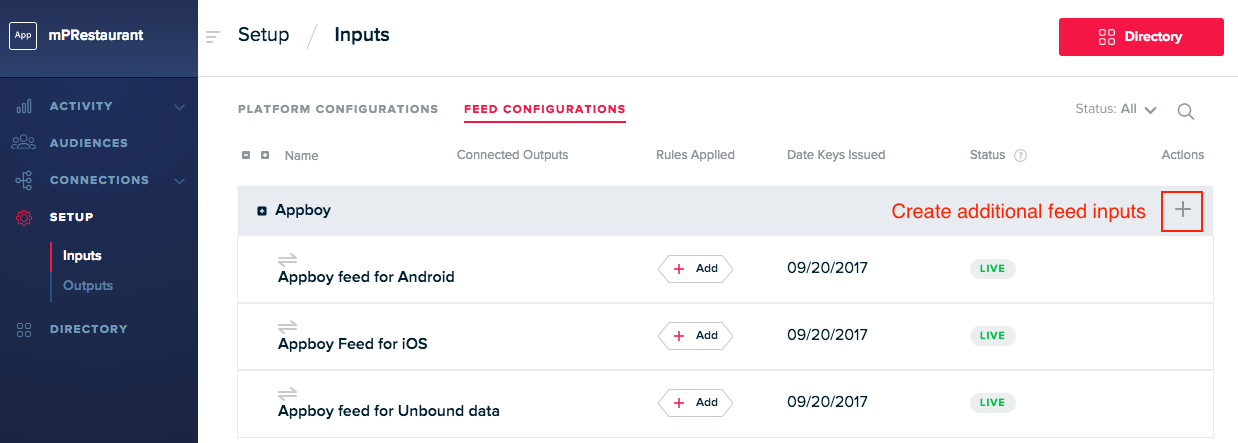 App mPRestaurant
Setup / Inputs
Directory
ACTIVITY
AUDIENCES
CONNECTIONS
SETUP
Inputs
Outputs
DIRECTORY
PLATFORM CONFIGURATIONS FEED CONFIGURATIONS
Status: All
Name Connected Outputs Rules Applied Date Keys Issued Status ? Actions
Appboy Create additional feed inputs +
Appboy feed for Android + Add 09/20/2017 LIVE
Appboy Feed for iOS + Add 09/20/2017 LIVE
Appboy feed for Unbound data + Add 09/20/2017 LIVE